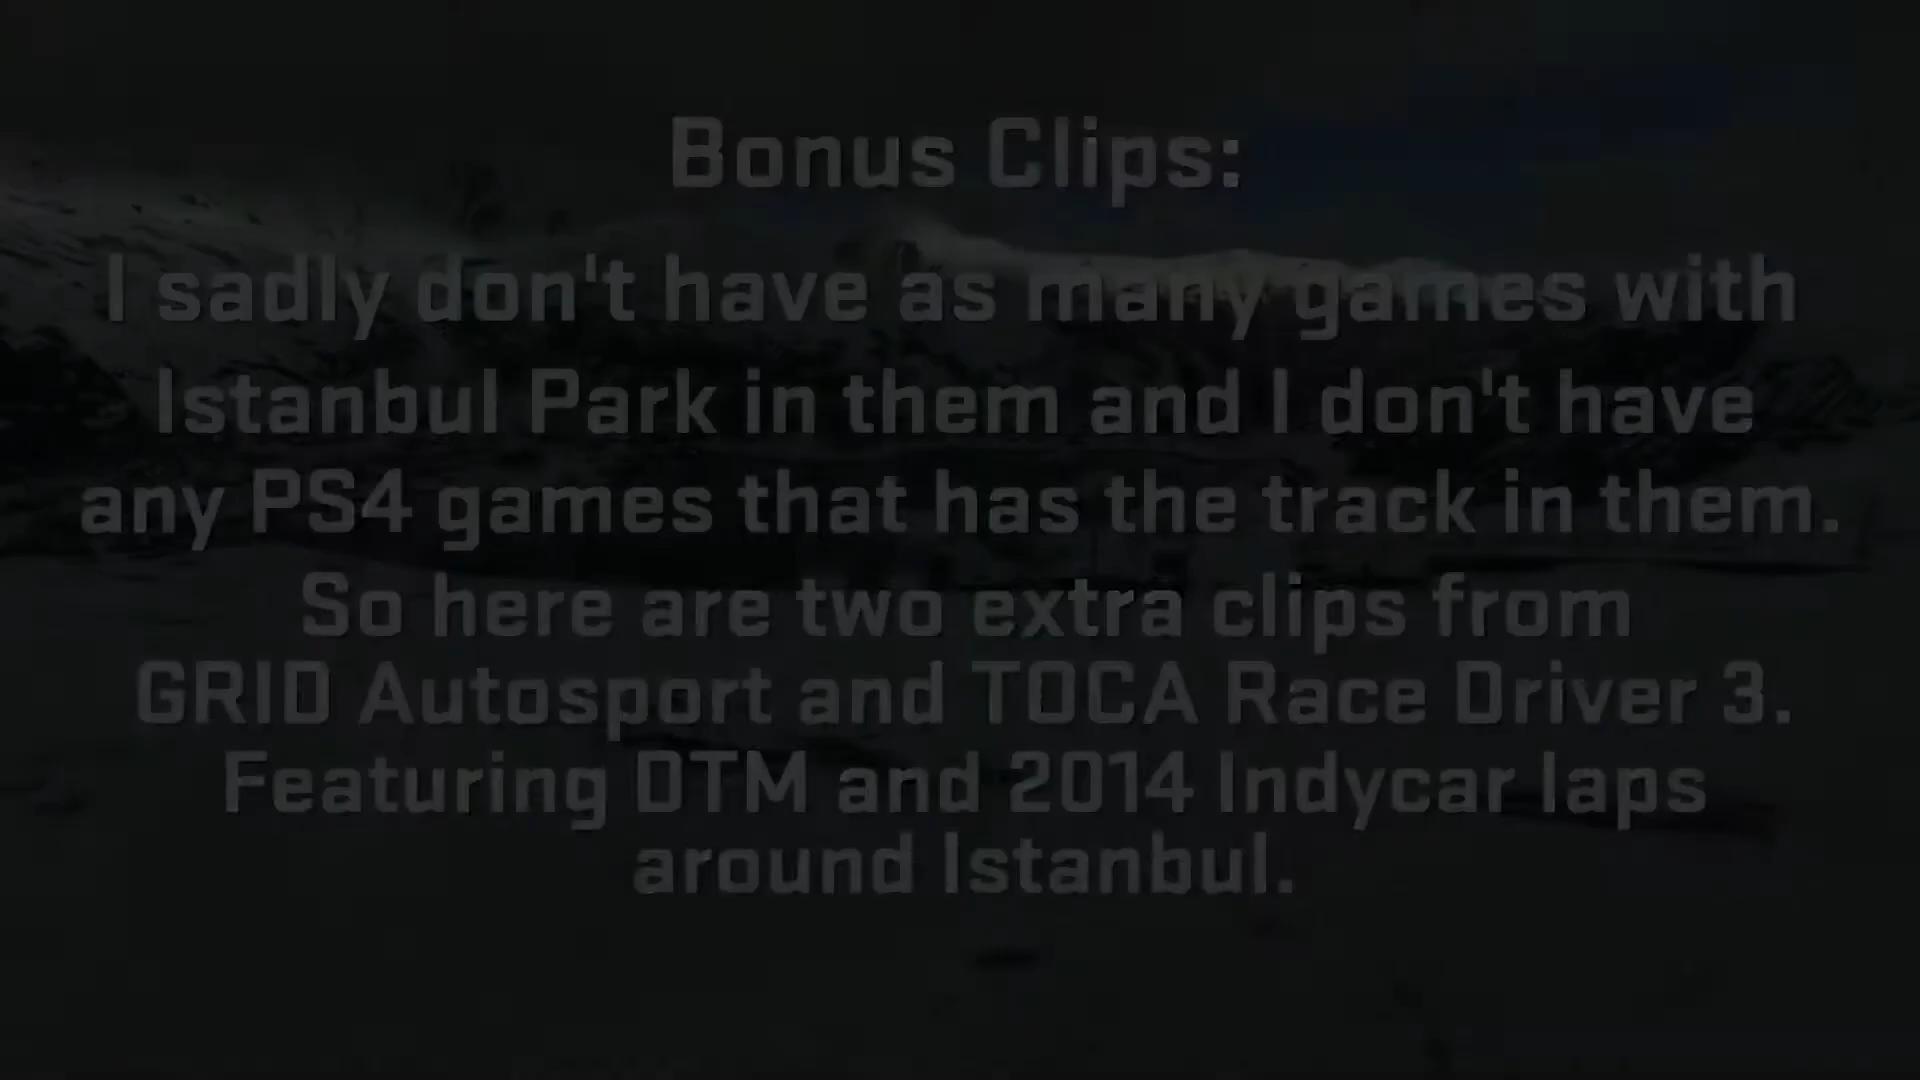 Bonus Clips:
I sadly don't have as many games with
Istanbul Park in them and I don't have
any PS4 games that has the track in them.
So here are two extra clips from
GRID Autosport and TOCA Race Driver 3.
Featuring DTM and 2014 Indycar laps
around Istanbul.